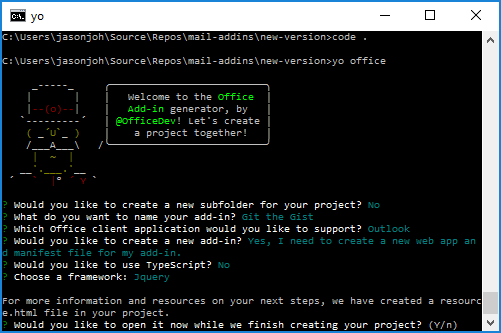 yo
C:\Users\jasonjoh\Source\Repos\mail-addins\new-version>code .
C:\Users\jasonjoh\Source\Repos\mail-addins\new-version>yo office
Welcome to the Office
Add-in generator, by
@OfficeDev! Let's create
a project together!
? Would you like to create a new subfolder for your project? No
? What do you want to name your add-in? Git the Gist
? Which Office client application would you like to support? Outlook
? Would you like to create a new add-in? Yes, I need to create a new web app an
d manifest file for my add-in.
? Would you like to use TypeScript? No
? Choose a framework: Jquery
For more information and resources on your next steps, we have created a resourc
e.html file in your project.
? Would you like to open it now while we finish creating your project? (Y/n)